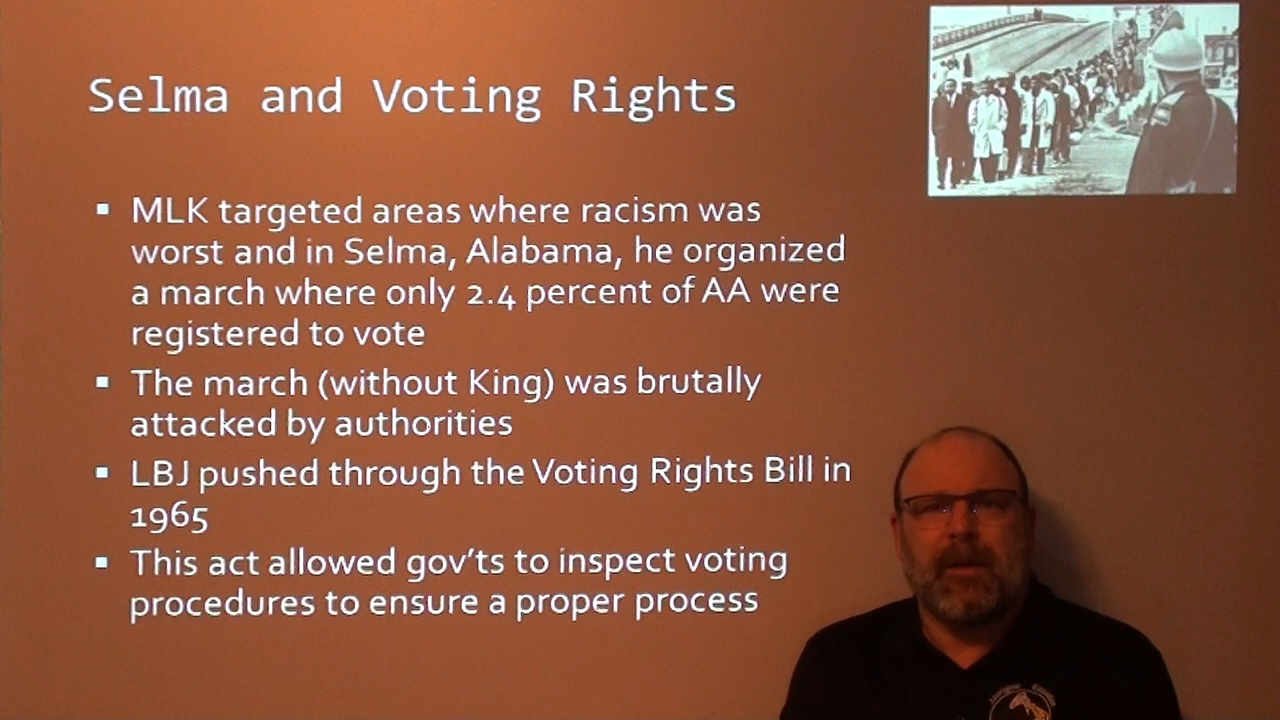 Selma and Voting Rights
▪ MLK targeted areas where racism was
worst and in Selma, Alabama, he organized
a march where only 2.4 percent of AA were
registered to vote
▪ The march (without King) was brutally
attacked by authorities
▪ LBJ pushed through the Voting Rights Bill in
1965
▪ This act allowed gov'ts to inspect voting
procedures to ensure a proper process